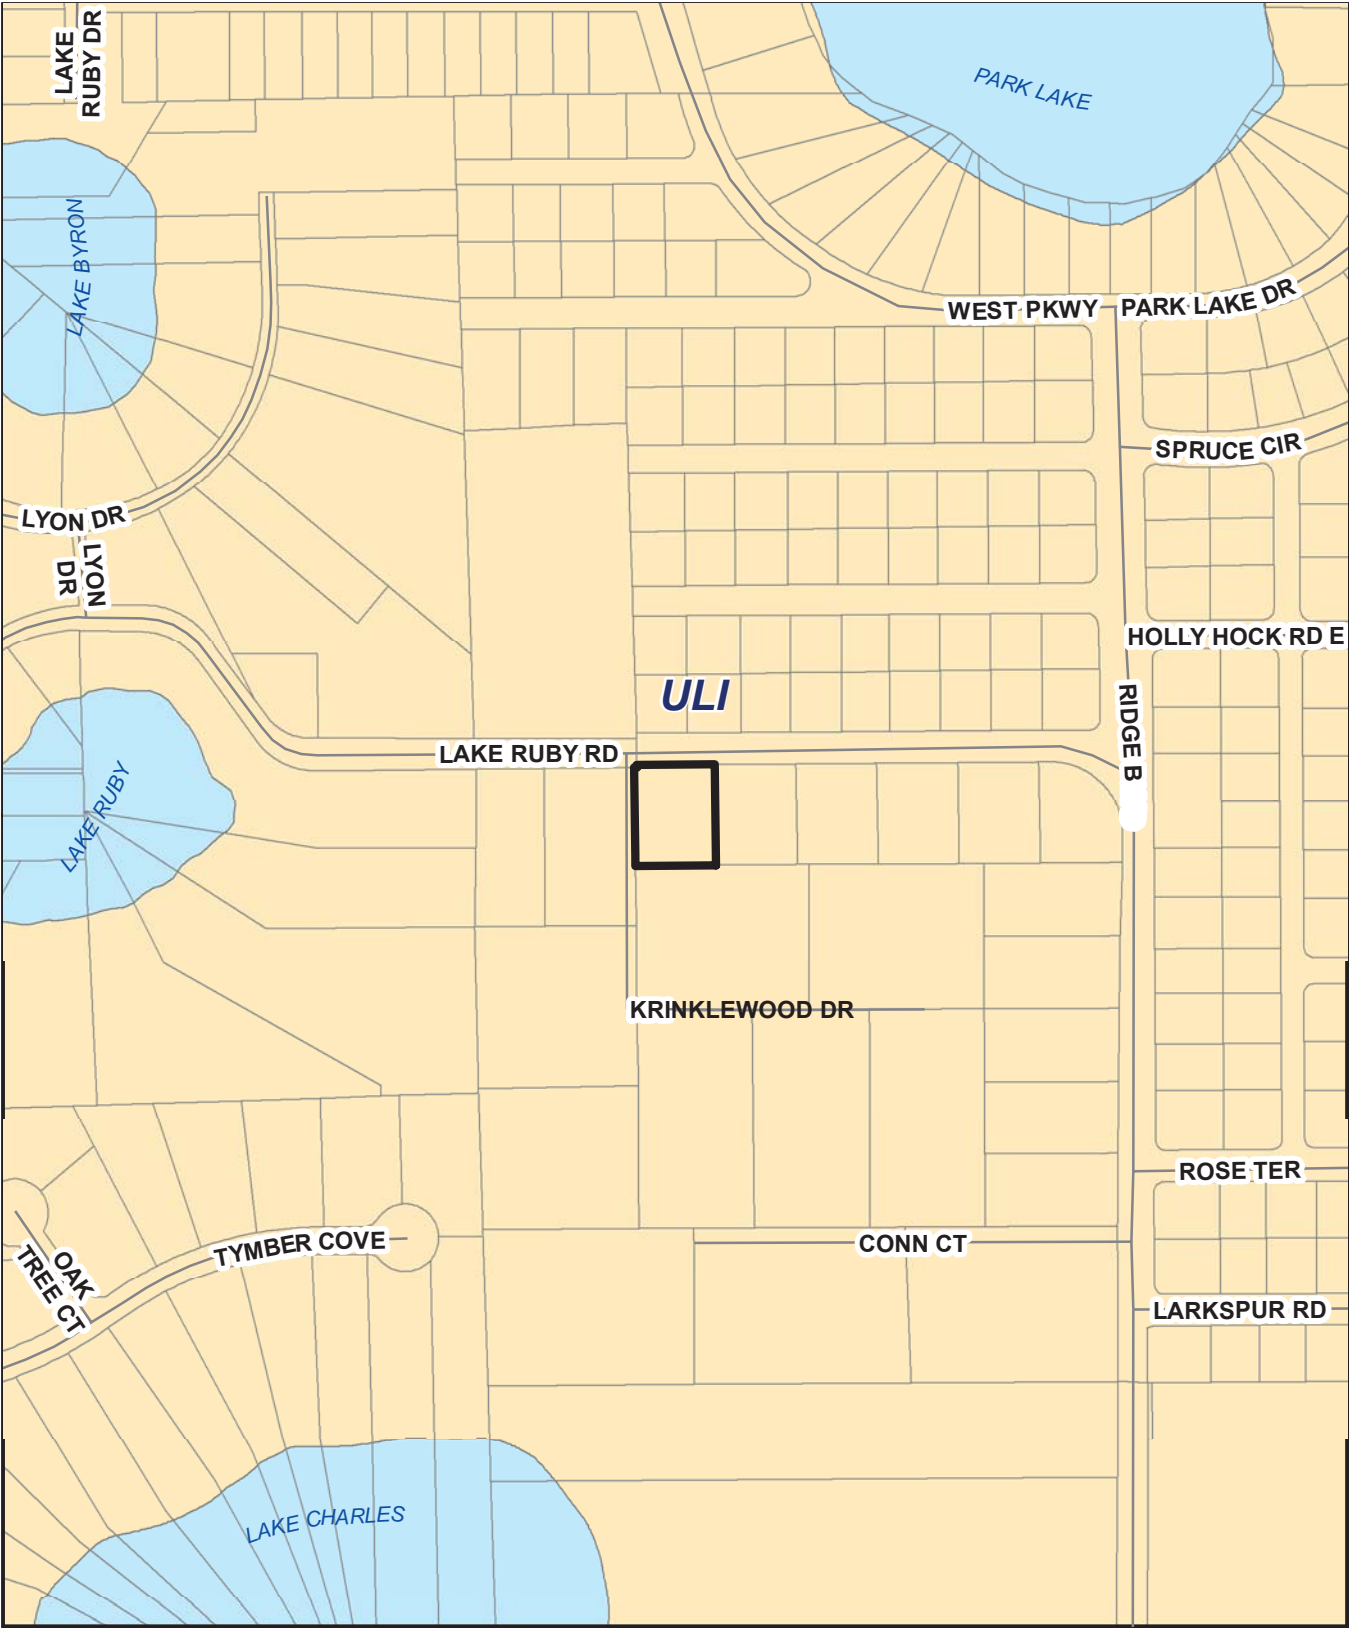 LAKE
RUBY DR
PARK LAKE
LAKE BYRON
WEST PKWY
PARK LAKE DR
SPRUCE CIR
LYON DR
LYON
DR
HOLLY HOCK RD E
ULI
RIDGE B
LAKE RUBY RD
LAKE RUBY
KRINKLEWOOD DR
ROSE TER
TYMBER COVE
CONN CT
OAK
TREE CT
LARKSPUR RD
LAKE CHARLES